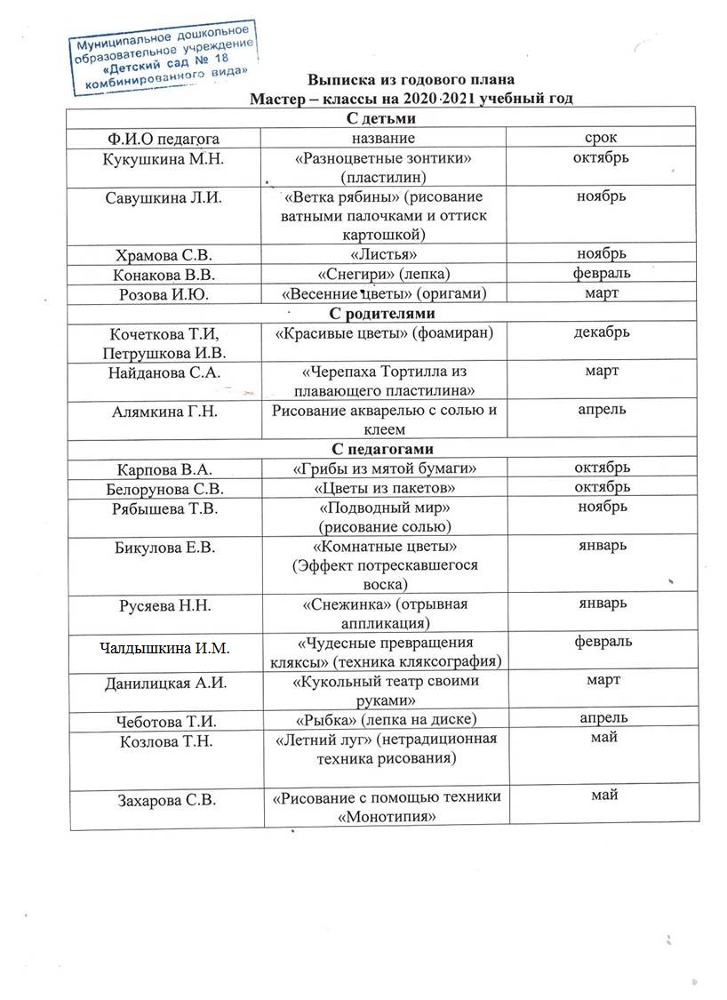 Муниципальное дошкольное
образовательное учреждение
«Детский сад № 18
комбинированного вида»
Выписка из годового плана
Мастер – классы на 2020-2021 учебный год
С детьми
Ф.И.О педагога название срок
Кукушкина М.Н. «Разноцветные зонтики» октябрь
(пластилин)
Савушкина Л.И. «Ветка рябины» (рисование ноябрь
ватными палочками и оттиск
картошкой)
Храмова С.В. «Листья» ноябрь
Конакова В.В. «Снегири» (лепка) февраль
Розова И.Ю. «Весенние цветы» (оригами) март
С родителями
Кочеткова Т.И, «Красивые цветы» (фоамиран) декабрь
Петрушкова И.В.
Найданова С.А. «Черепаха Тортилла из март
плавающего пластилина»
Алямкина Г.Н. Рисование акварелью с солью и апрель
клеем
С педагогами
Карпова В.А. «Грибы из мятой бумаги» октябрь
Белорунова С.В. «Цветы из пакетов» октябрь
Рябышева Т.В. «Подводный мир» ноябрь
(рисование солью)
Бикулова Е.В. «Комнатные цветы» январь
(Эффект потрескавшегося
воска)
Русяева Н.Н. «Снежинка» (отрывная январь
аппликация)
Чалдышкина И.М. «Чудесные превращения февраль
кляксы» (техника кляксография)
Данилицкая А.И. «Кукольный театр своими март
руками»
Чеботова Т.И. «Рыбка» (лепка на диске) апрель
Козлова Т.Н. «Летний луг» (нетрадиционная май
техника рисования)
Захарова С.В. «Рисование с помощью техники май
«Монотипия»